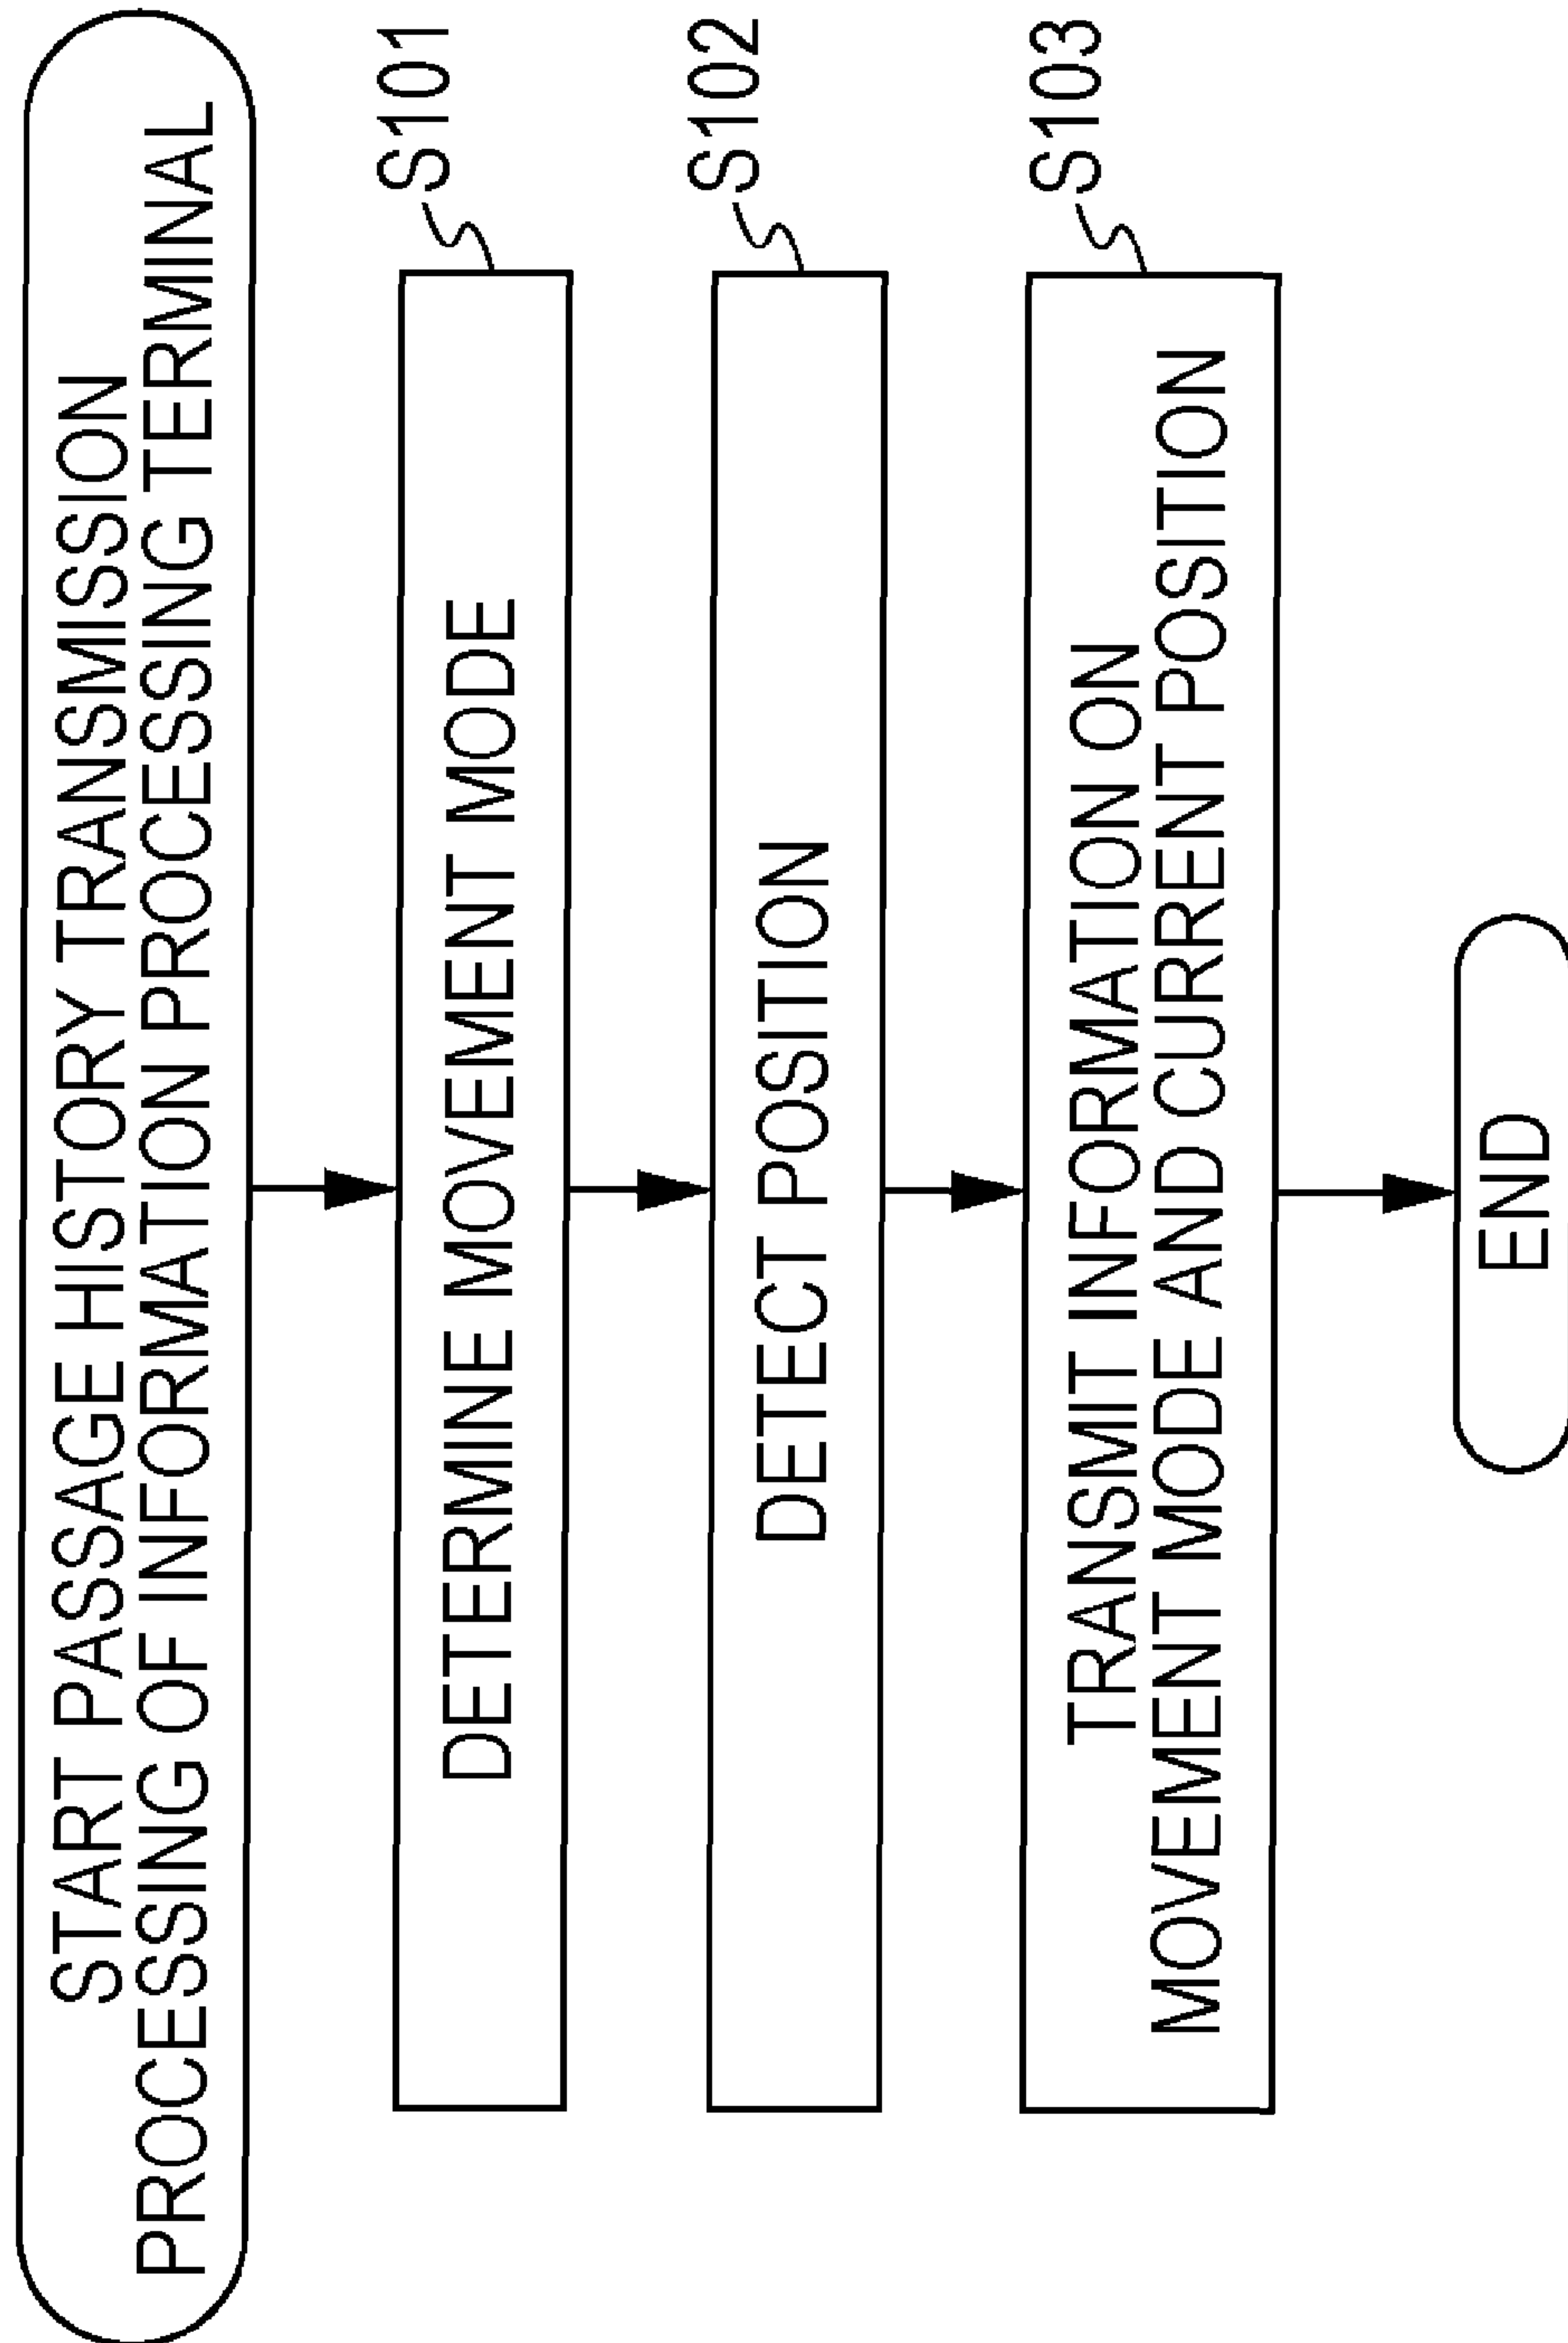 START PASSAGE HISTORY TRANSMISSION
PROCESSING OF INFORMATION PROCESSING TERMINAL
S101
DETERMINE MOVEMENT MODE
S102
DETECT POSITION
S103
TRANSMIT INFORMATION ON
MOVEMENT MODE AND CURRENT POSITION
END